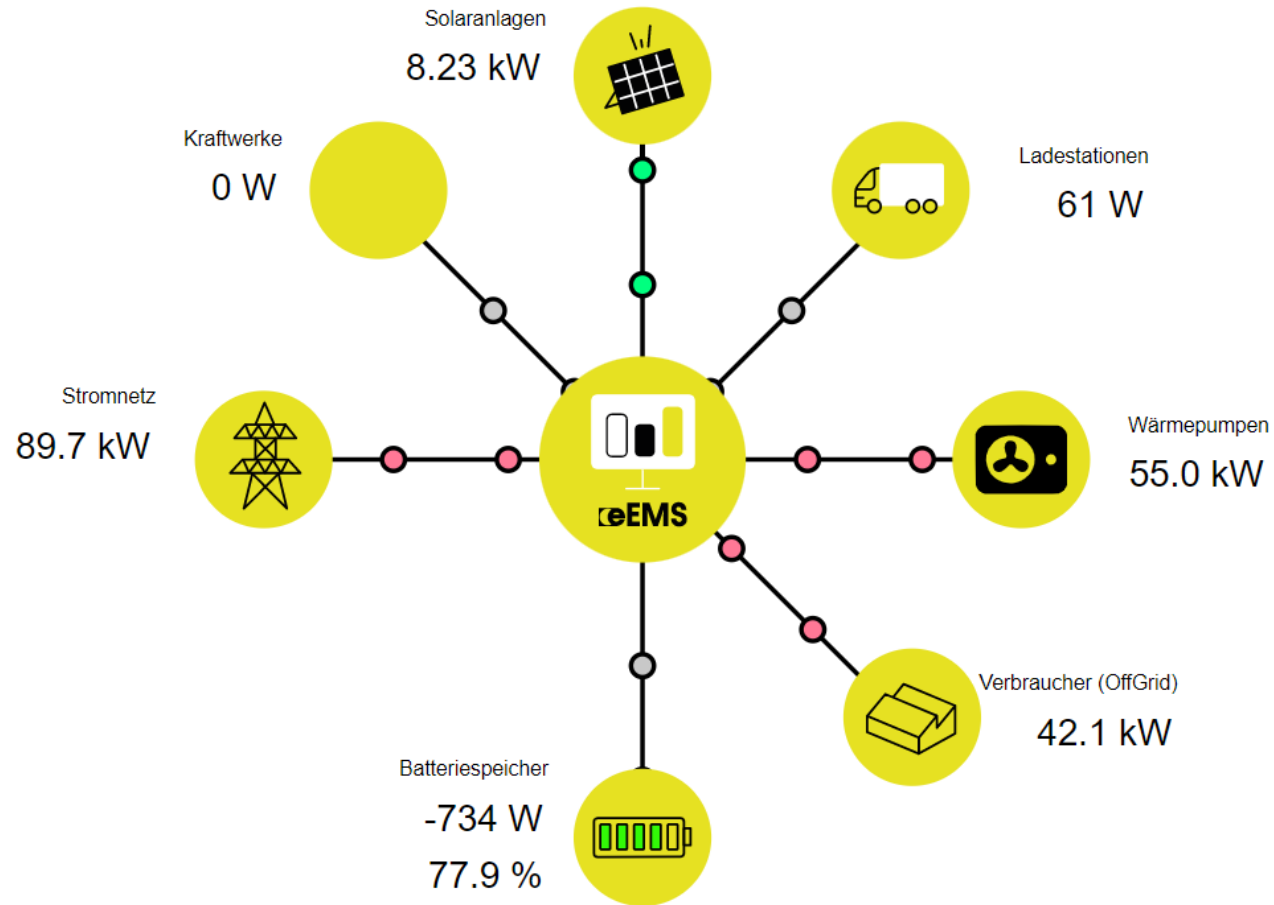 Solaranlagen
8.23 kW
Kraftwerke
0 W
Ladestationen
61 W
Stromnetz
89.7 kW
eEMS
Wärmepumpen
55.0 kW
Verbraucher (OffGrid)
42.1 kW
Batteriespeicher
-734 W
77.9 %